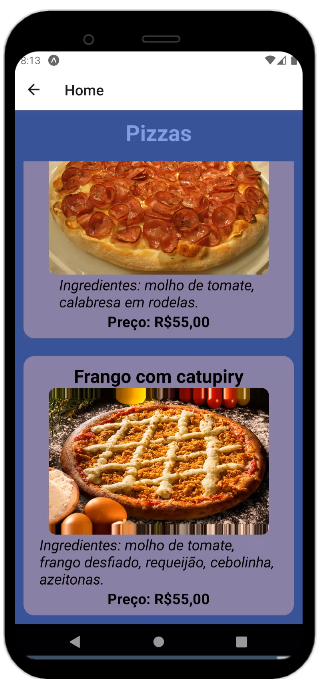 8:13
Home
Pizzas
Ingredientes: molho de tomate,
calabresa em rodelas.
Preço: R$55,00
Frango com catupiry
Ingredientes: molho de tomate,
frango desfiado, requeijão, cebolinha,
azeitonas.
Preço: R$55,00